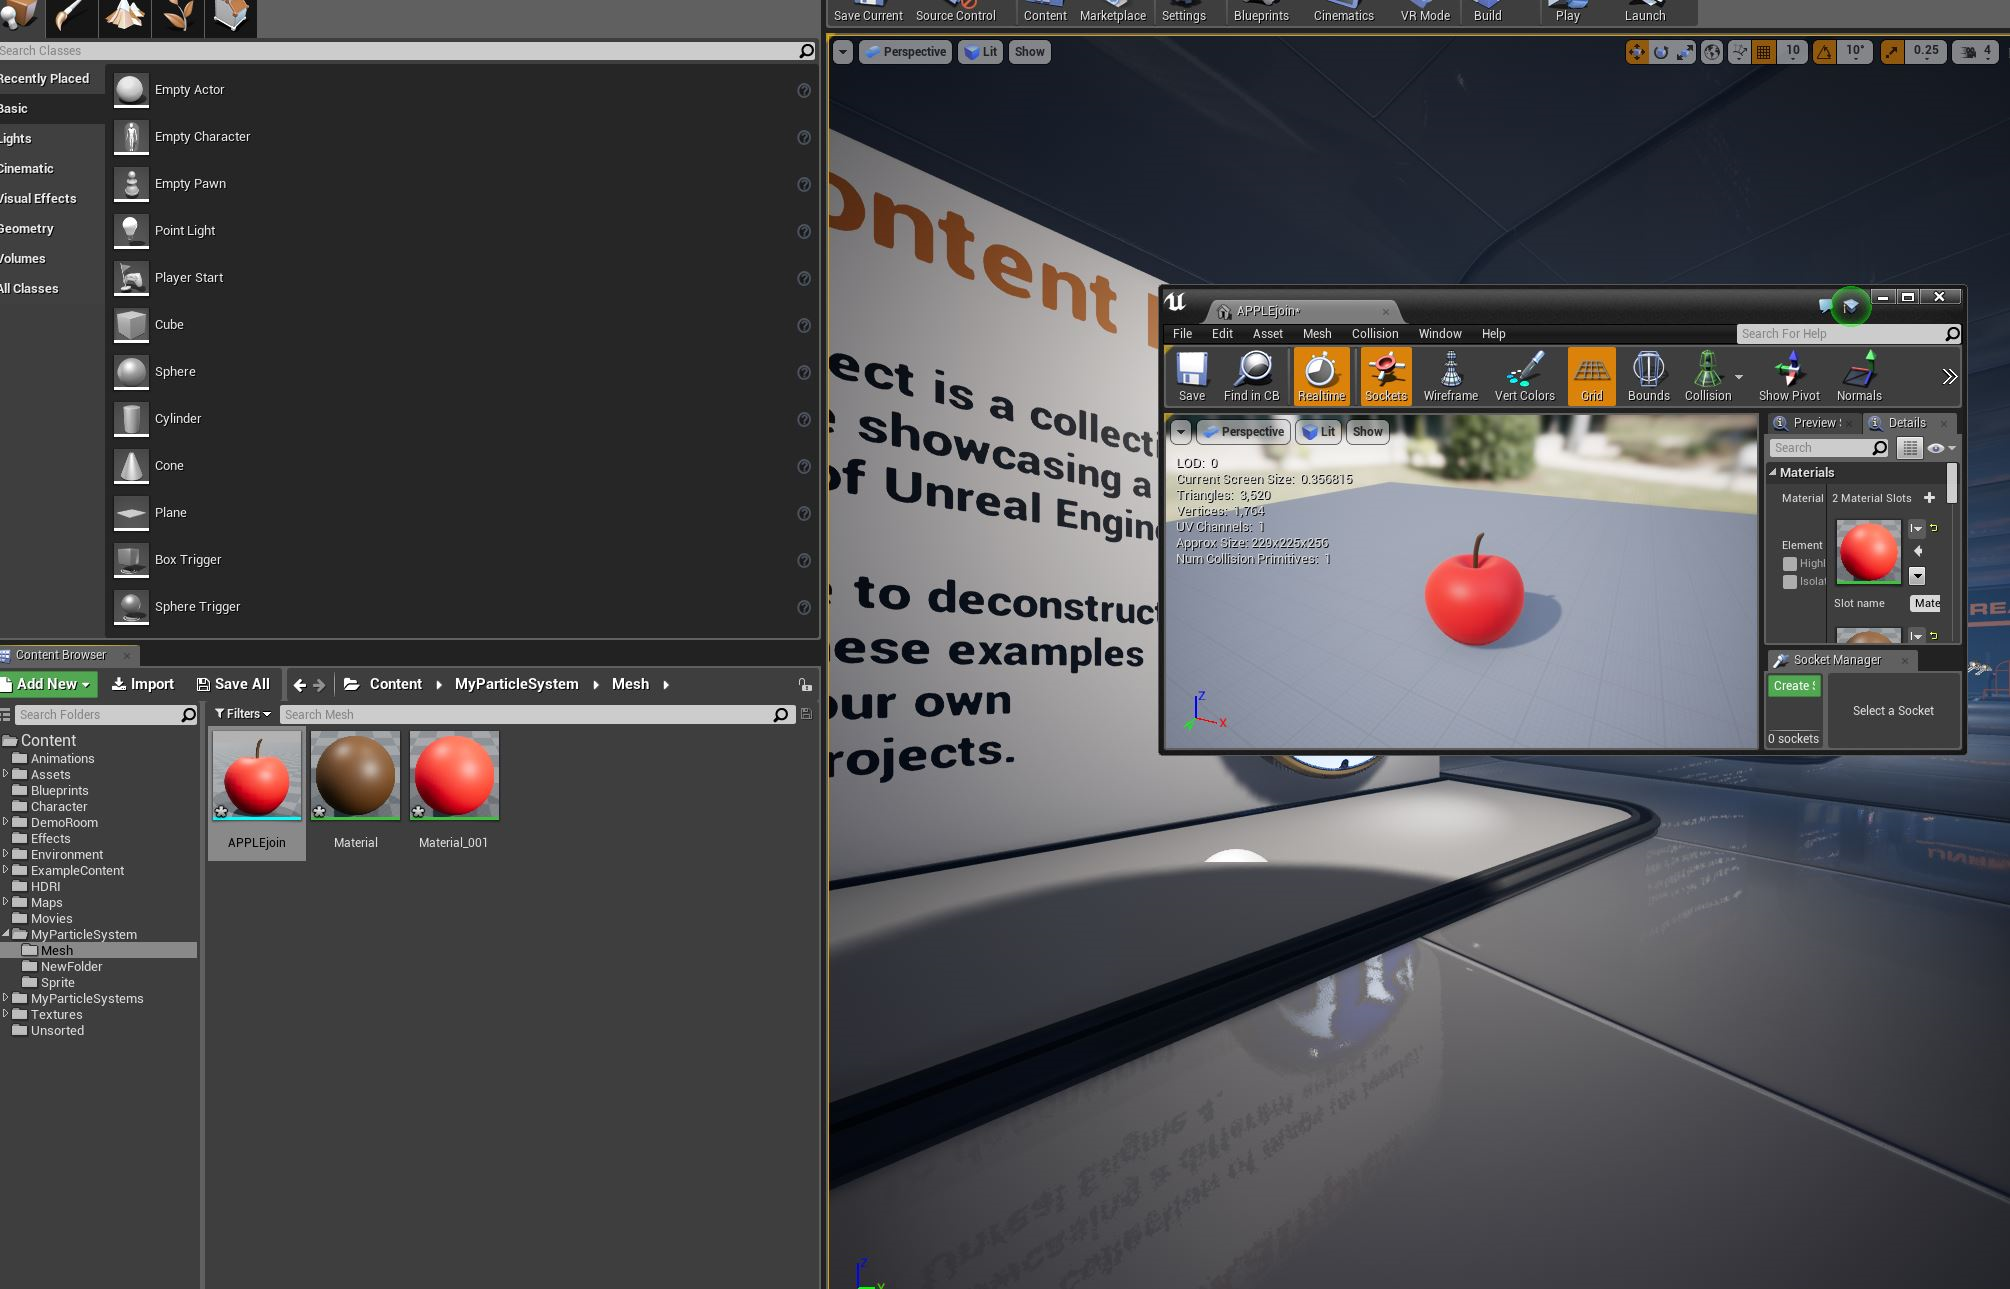 Save Current Source Control Content Marketplace Settings Blueprints Cinematics VR Mode Build Play Launch
Search Classes
Recently Placed
Basic
Lights
Cinematic
Visual Effects
Geometry
Volumes
All Classes
Empty Actor
Empty Character
Empty Pawn
Point Light
Player Start
Cube
Sphere
Cylinder
Cone
Plane
Box Trigger
Sphere Trigger
Content Browser
Add New Import Save All Content MyParticleSystem Mesh
Search Folders
Filters Search Mesh
Content
Animations
Assets
Blueprints
Character
DemoRoom
Effects
Environment
ExampleContent
HDRI
Maps
Movies
MyParticleSystem
Mesh
NewFolder
Sprite
MyParticleSystems
Textures
Unsorted
APPLEjoin Material Material_001
Perspective Lit Show 10 10° 0.25 4
ontent
ect is a collecti
e showcasing a
of Unreal Engine
e to deconstruct
ese examples
our own
rojects.
APPLEjoin*
File Edit Asset Mesh Collision Window Help Search For Help
Save Find in CB Realtime Sockets Wireframe Vert Colors Grid Bounds Collision Show Pivot Normals
Perspective Lit Show
LOD: 0
Current Screen Size: 0.356815
Triangles: 3,520
Vertices: 1,764
UV Channels: 1
Approx Size: 229x225x256
Num Collision Primitives: 1
Z
X
Preview Details
Search
Materials
Material 2 Material Slots
Element
Highl
Isolat
Slot name Mate
Socket Manager
Create S
Select a Socket
0 sockets
REA
Z
Y